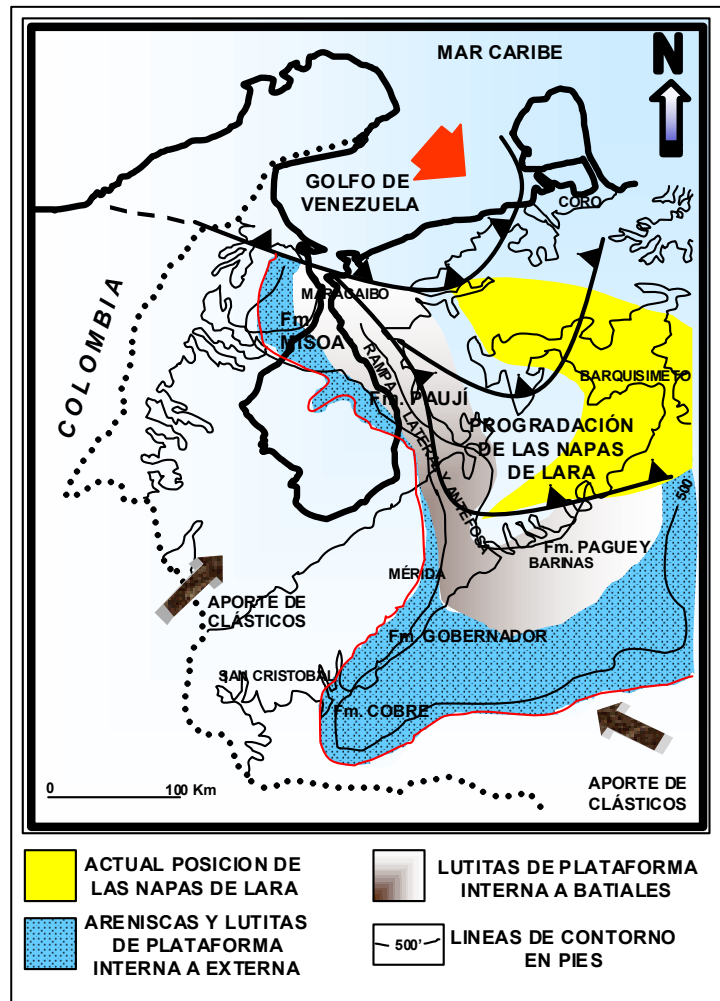 MAR CARIBE
N
GOLFO DE
VENEZUELA
CORO
COLOMBIA
MARACAIBO
Fm.
MISOA
RAMPA LATERAL Y ANTEFOSA
Fm. PAUJÍ
BARQUISIMETO
PROGRADACIÓN
DE LAS NAPAS
DE LARA
500
Fm. PAGUEY
BARINAS
MÉRIDA
APORTE DE
CLÁSTICOS
Fm. GOBERNADOR
SAN CRISTOBAL
Fm. COBRE
0
100 Km
APORTE DE
CLÁSTICOS
ACTUAL POSICION DE
LAS NAPAS DE LARA
LUTITAS DE PLATAFORMA
INTERNA A BATIALES
ARENISCAS Y LUTITAS
DE PLATAFORMA
INTERNA A EXTERNA
500'
LINEAS DE CONTORNO
EN PIES